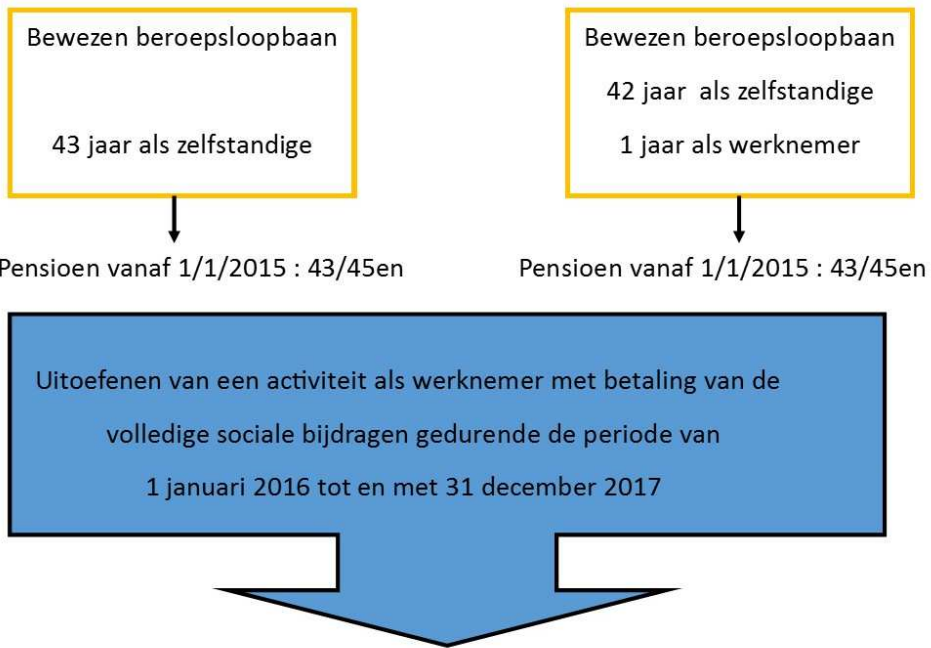 Bewezen beroepsloopbaan
43 jaar als zelfstandige
Pensioen vanaf 1/1/2015 : 43/45en
Bewezen beroepsloopbaan
42 jaar als zelfstandige
1 jaar als werknemer
Pensioen vanaf 1/1/2015 : 43/45en
Uitoefenen van een activiteit als werknemer met betaling van de
volledige sociale bijdragen gedurende de periode van
1 januari 2016 tot en met 31 december 2017